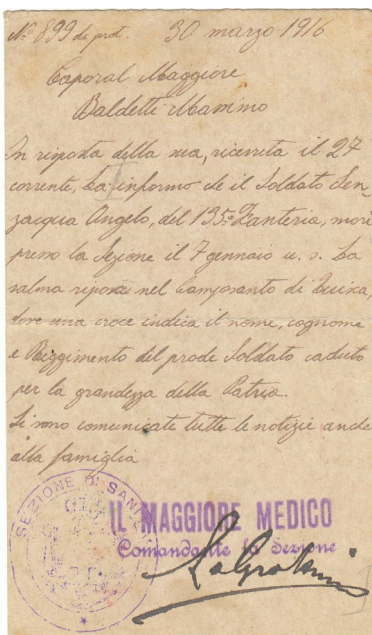 N° 899 di prot. 30 marzo 1916
Caporal Maggiore
Baldetti Mammo
In risposta della sua, ricevuta il 27
corrente, La informo che il Soldato Sen-
zacqua Angelo, del 135° Fanteria, morì
presso la Sezione il 7 gennaio u. s. La
salma riposa nel Camposanto di
dove una croce indica il nome, cognome
e Reggimento del prode Soldato caduto
per la grandezza della Patria.
Si sono comunicate tutte le notizie anche
alla famiglia
SEZIONE DI SANITÀ
IL MAGGIORE MEDICO
Comandante la Sezione